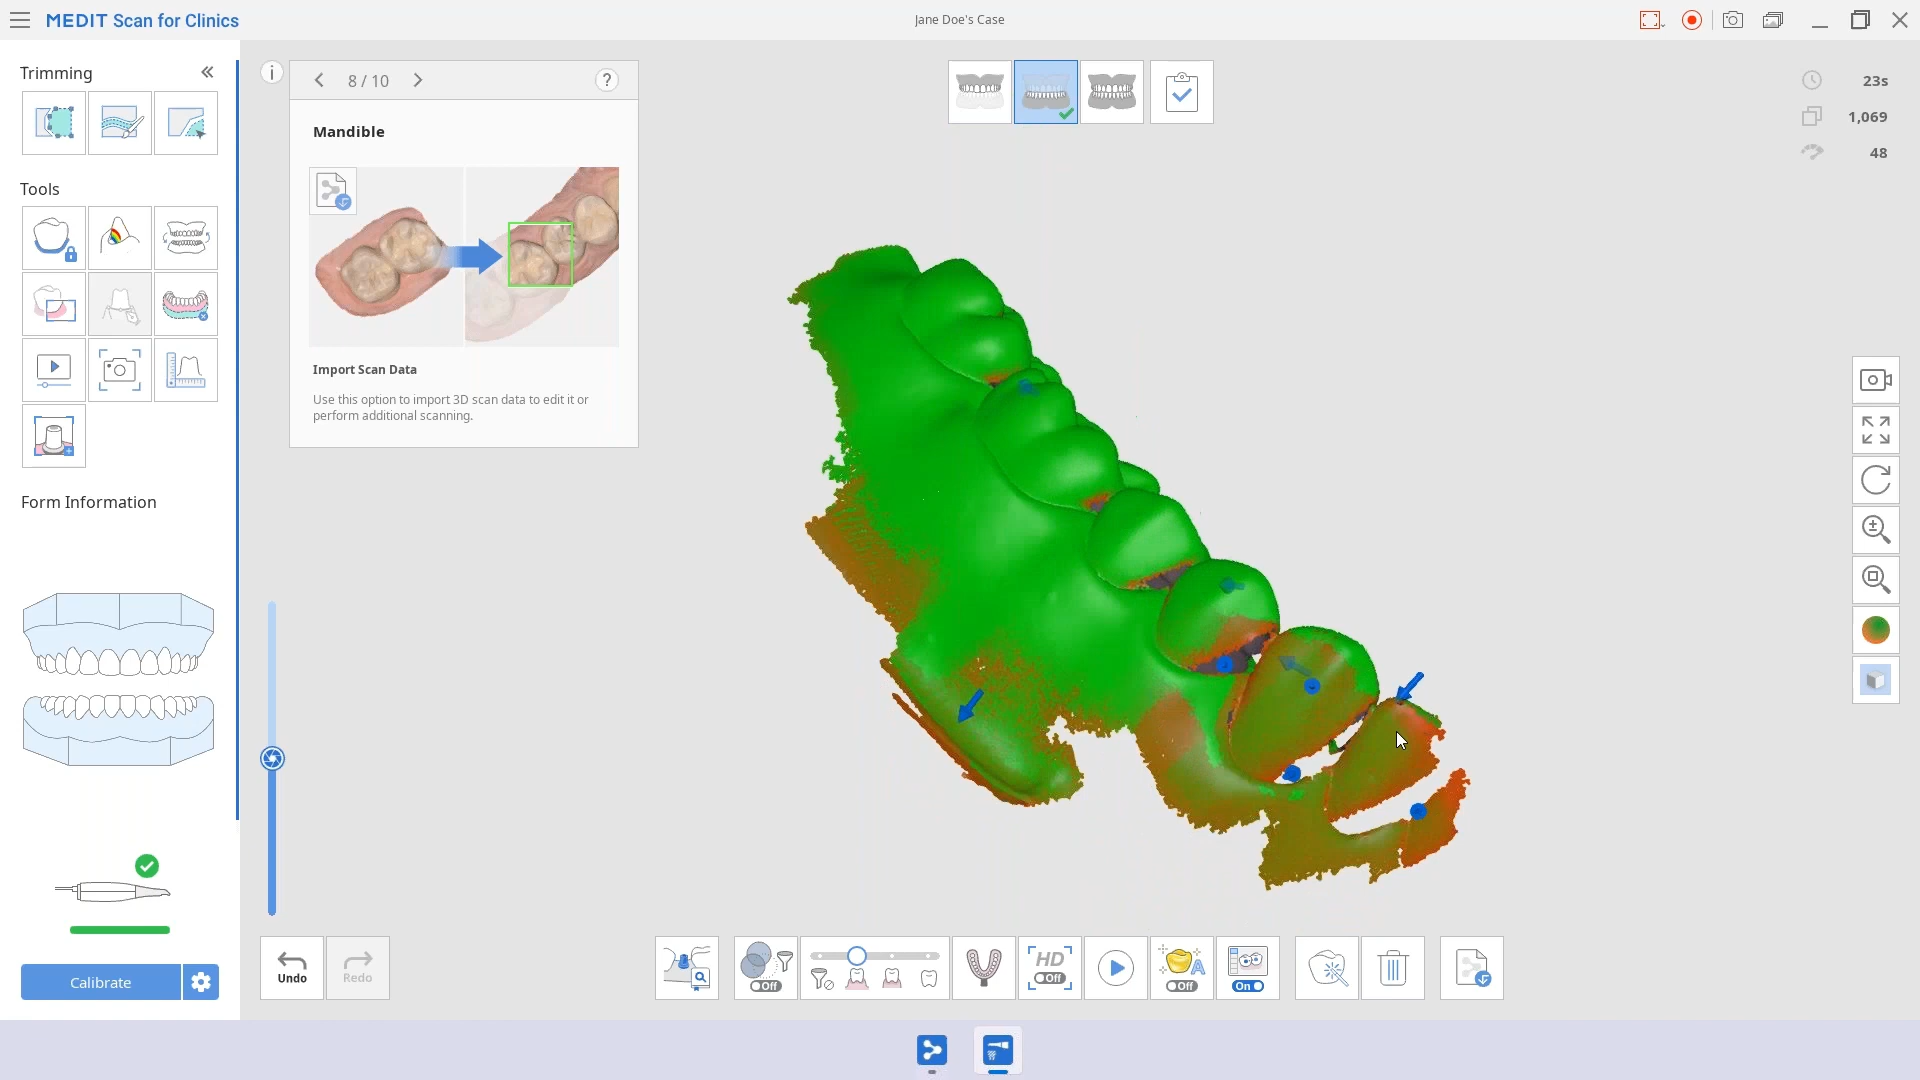 MEDIT Scan for Clinics
Jane Doe's Case
Trimming
8 / 10
?
23s
1,069
48
Mandible
Tools
Import Scan Data
Use this option to import 3D scan data to edit it or
perform additional scanning.
Form Information
Calibrate
Undo
Redo
Off
HD
Off
A
Off
On